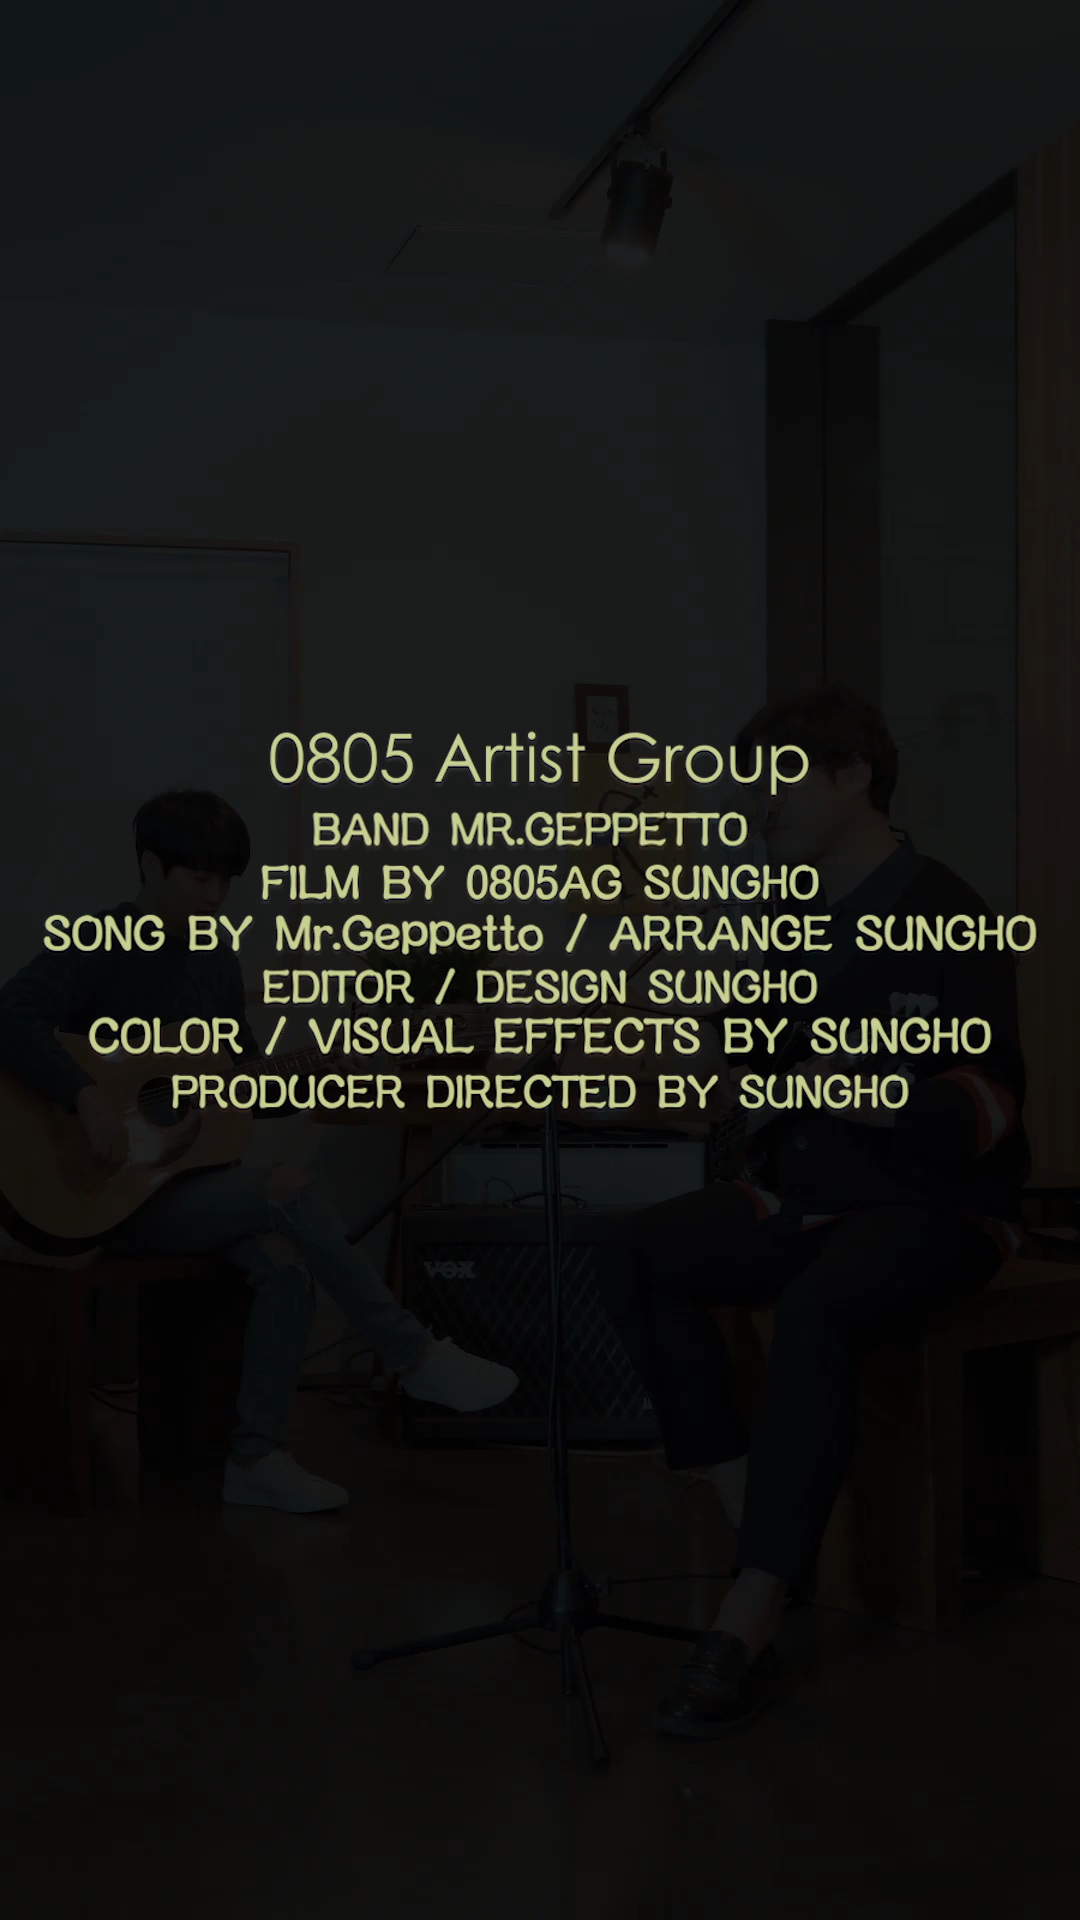 0805 Artist Group
BAND MR.GEPPETTO
FILM BY 0805AG SUNGHO
SONG BY Mr.Geppetto / ARRANGE SUNGHO
EDITOR / DESIGN SUNGHO
COLOR / VISUAL EFFECTS BY SUNGHO
PRODUCER DIRECTED BY SUNGHO
VOX